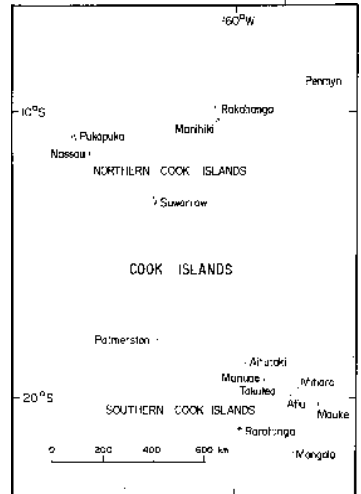 160°W
Penrhyn
10°S
Rakahanga
Manihiki
Pukapuka
Nassau
NORTHERN COOK ISLANDS
Suwarrow
COOK ISLANDS
Palmerston
Aitutaki
Manuae
Mitiaro
Takutea
20°S
Atiu
SOUTHERN COOK ISLANDS
Mauke
Rarotonga
0 200 400 600 km
Mangaia